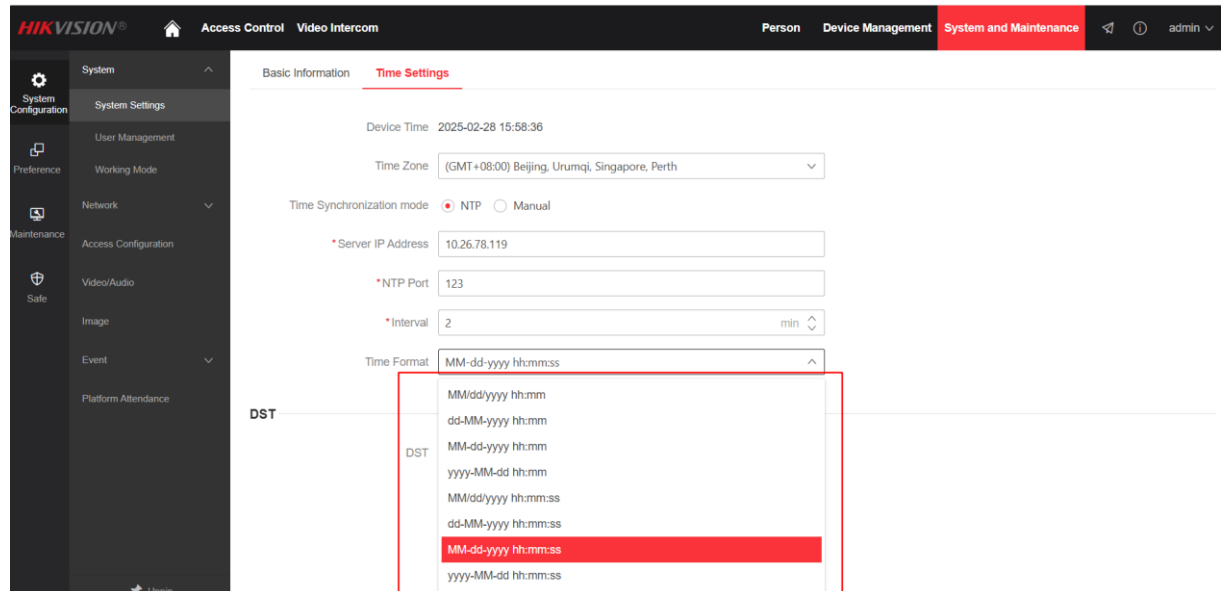 HIKVISION®
Access Control Video Intercom
Person Device Management System and Maintenance admin
System Configuration
Preference
Maintenance
Safe
System
System Settings
User Management
Working Mode
Network
Access Configuration
Video/Audio
Image
Event
Platform Attendance
Basic Information Time Settings
Device Time 2025-02-28 15:58:36
Time Zone (GMT+08:00) Beijing, Urumqi, Singapore, Perth
Time Synchronization mode NTP Manual
*Server IP Address 10.26.78.119
*NTP Port 123
*Interval 2 min
Time Format MM-dd-yyyy hh:mm:ss
MM/dd/yyyy hh:mm
dd-MM-yyyy hh:mm
MM-dd-yyyy hh:mm
yyyy-MM-dd hh:mm
MM/dd/yyyy hh:mm:ss
dd-MM-yyyy hh:mm:ss
MM-dd-yyyy hh:mm:ss
yyyy-MM-dd hh:mm:ss
DST
DST